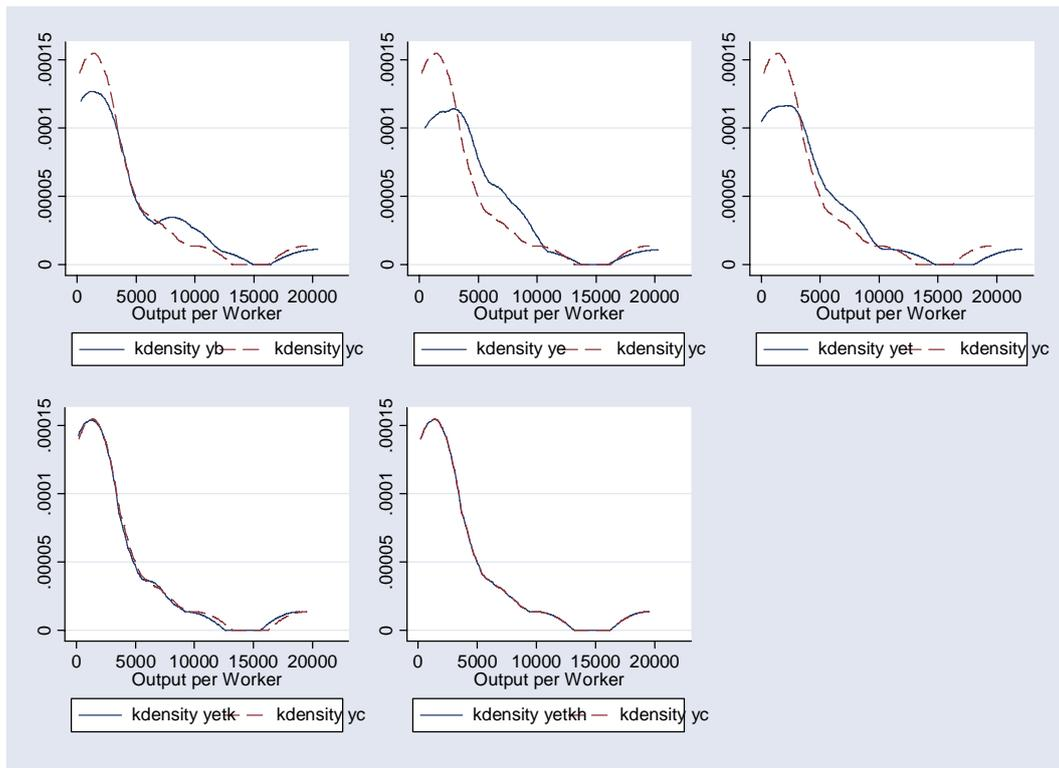 .00015
.0001
.00005
0
0 5000 10000 15000 20000
Output per Worker
kdensity yb kdensity yc
.00015
.0001
.00005
0
0 5000 10000 15000 20000
Output per Worker
kdensity ye kdensity yc
.00015
.0001
.00005
0
0 5000 10000 15000 20000
Output per Worker
kdensity yet kdensity yc
.00015
.0001
.00005
0
0 5000 10000 15000 20000
Output per Worker
kdensity yetk kdensity yc
.00015
.0001
.00005
0
0 5000 10000 15000 20000
Output per Worker
kdensity yetkh kdensity yc